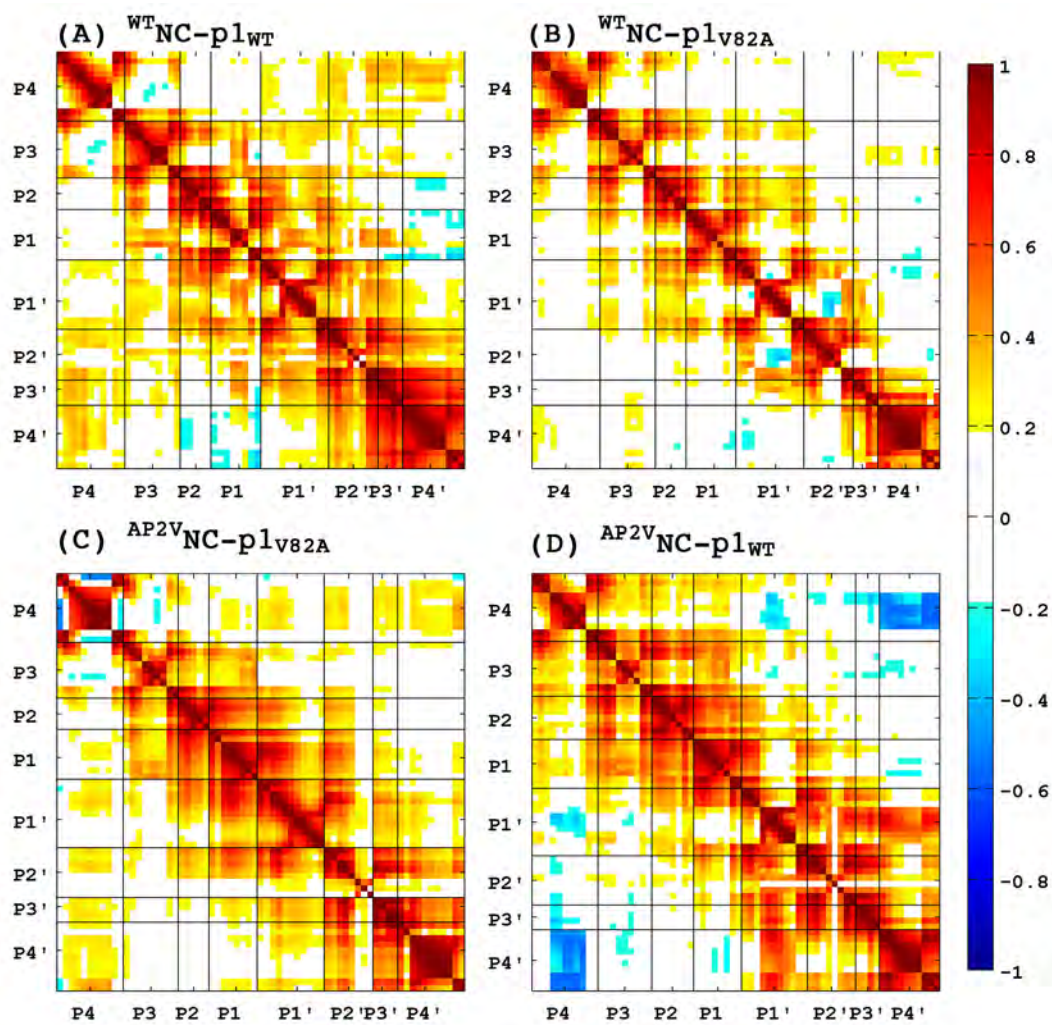 (A) WTNC-p1WT
(B) WTNC-p1V82A
P4
P3
P2
P1
P1'
P2'
P3'
P4'
P4 P3 P2 P1 P1' P2' P3' P4'
P4
P3
P2
P1
P1'
P2'
P3'
P4'
P4 P3 P2 P1 P1' P2' P3' P4'
1
0.8
0.6
0.4
0.2
0
-0.2
-0.4
-0.6
-0.8
-1
(C) AP2VNC-p1V82A
(D) AP2VNC-p1WT
P4
P3
P2
P1
P1'
P2'
P3'
P4'
P4 P3 P2 P1 P1' P2' P3' P4'
P4
P3
P2
P1
P1'
P2'
P3'
P4'
P4 P3 P2 P1 P1' P2' P3' P4'